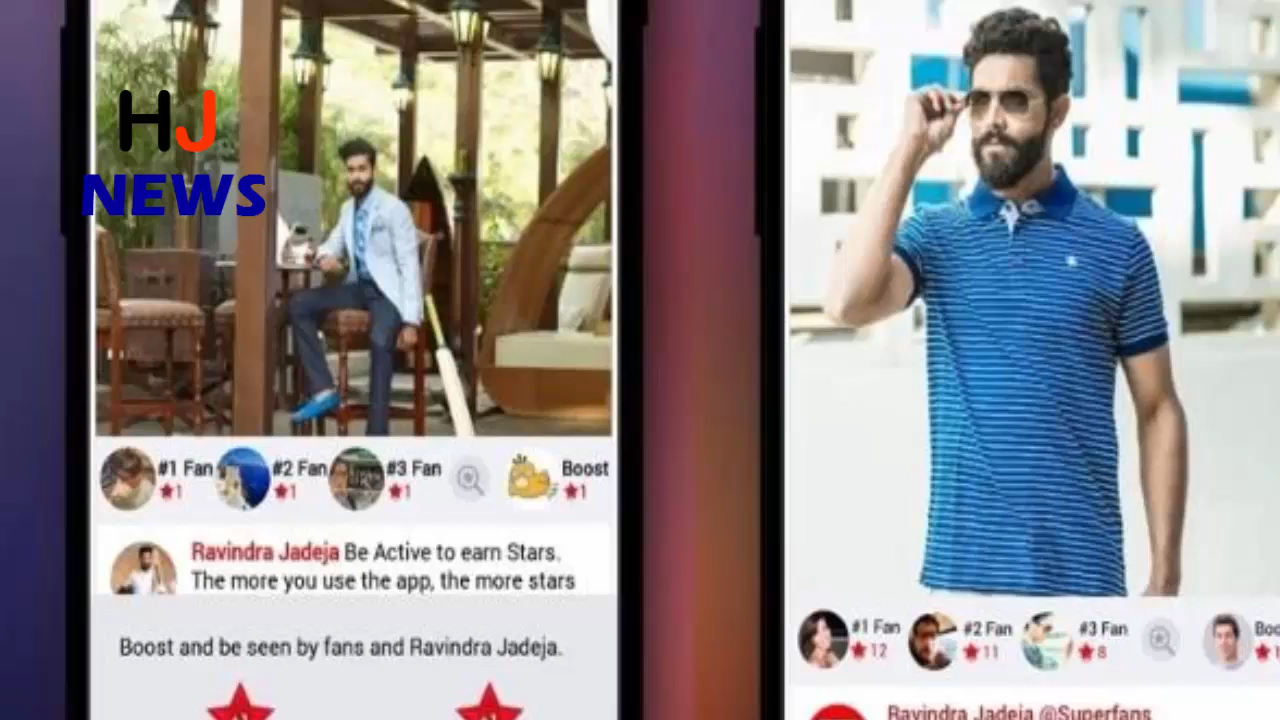 HJ
NEWS
#1 Fan
1
#2 Fan
1
#3 Fan
1
Boost
1
Ravindra Jadeja Be Active to earn Stars.
The more you use the app, the more stars
Boost and be seen by fans and Ravindra Jadeja.
#1 Fan
12
#2 Fan
11
#3 Fan
8
Ravindra Jadeja @Superfans